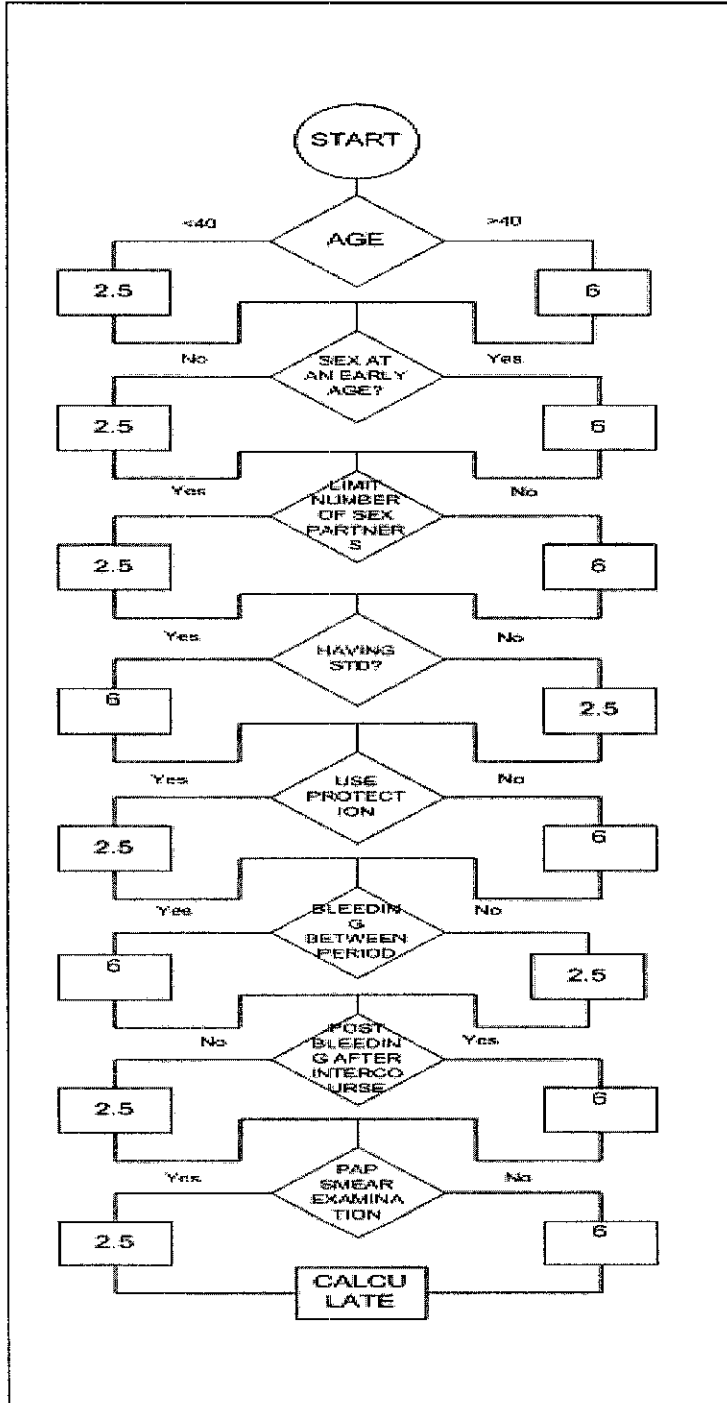 START
<40
AGE
>40
2.5
6
No
SEX AT
AN EARLY
AGE?
Yes
2.5
6
Yes
LIMIT
NUMBER
OF SEX
PARTNER
S
No
2.5
6
Yes
HAVING
STD?
No
6
2.5
Yes
USE
PROTECT
ION
No
2.5
6
Yes
BLEEDIN
G
BETWEEN
PERIOD
No
6
2.5
No
POST
BLEEDIN
G AFTER
INTERCO
URSE
Yes
2.5
6
Yes
PAP
SMEAR
EXAMINA
TION
No
2.5
6
CALCU
LATE